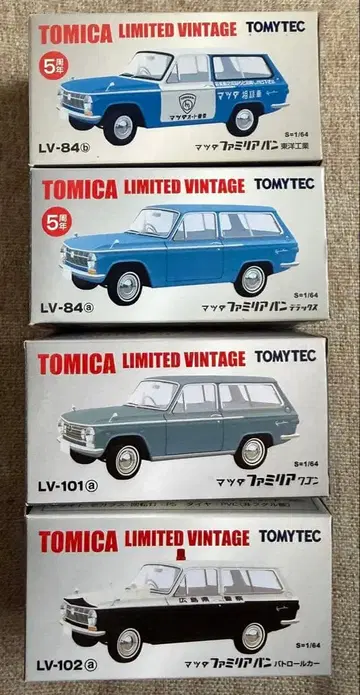 TOMICA LIMITED VINTAGE TOMYTEC
5
周年
マツダオート東京
S=1/64
LV-84ⓑ
マツダ ファミリア バン 東洋工業
TOMICA LIMITED VINTAGE TOMYTEC
5
周年
S=1/64
LV-84ⓐ
マツダ ファミリア バン デラックス
TOMICA LIMITED VINTAGE TOMYTEC
S=1/64
LV-101ⓐ
マツダ ファミリア ワゴン
TOMICA LIMITED VINTAGE TOMYTEC
広島県警察
S=1/64
LV-102ⓐ
マツダ ファミリア バン パトロールカー